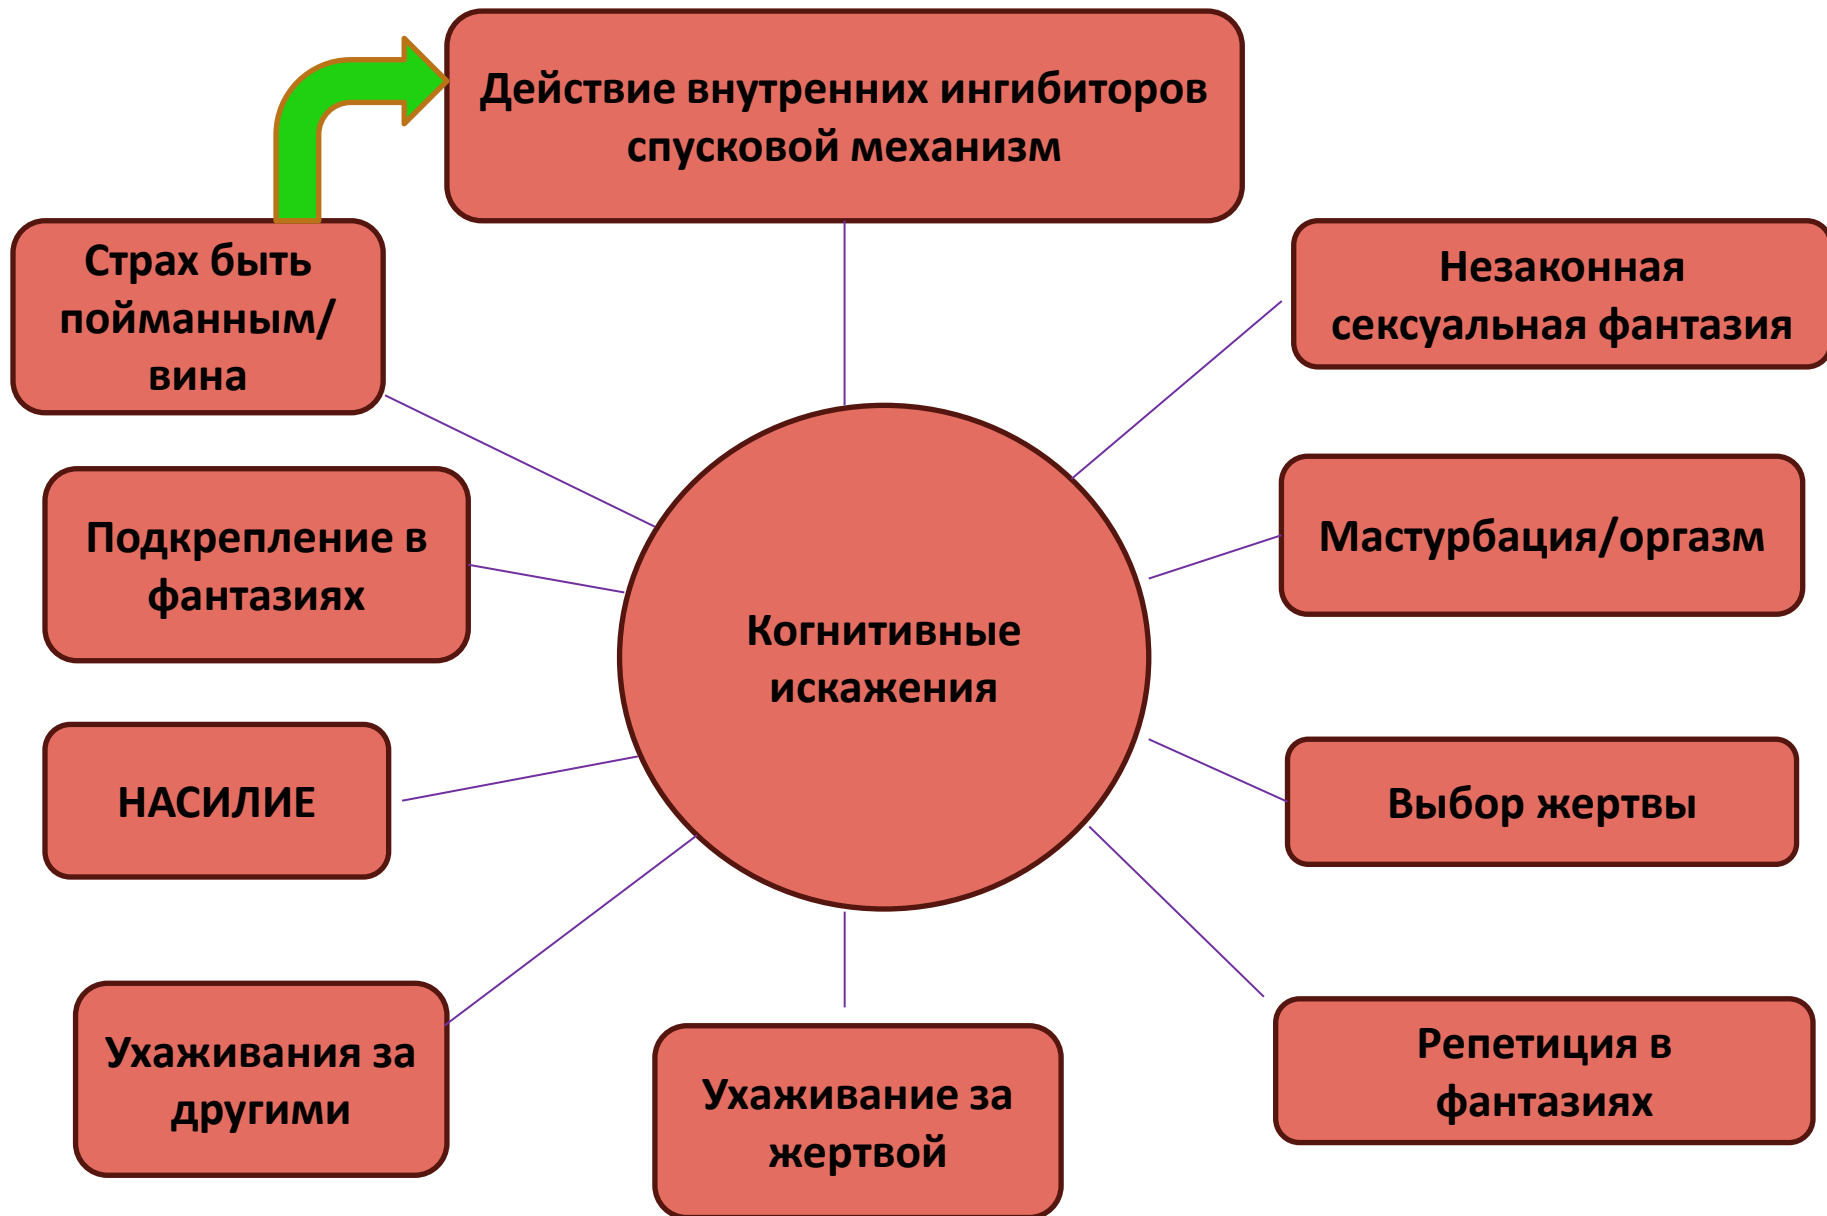 Действие внутренних ингибиторов
спусковой механизм
Страх быть
пойманным/
вина
Незаконная
сексуальная фантазия
Подкрепление в
фантазиях
Мастурбация/оргазм
Когнитивные
искажения
НАСИЛИЕ
Выбор жертвы
Ухаживания за
другими
Ухаживание за
жертвой
Репетиция в
фантазиях